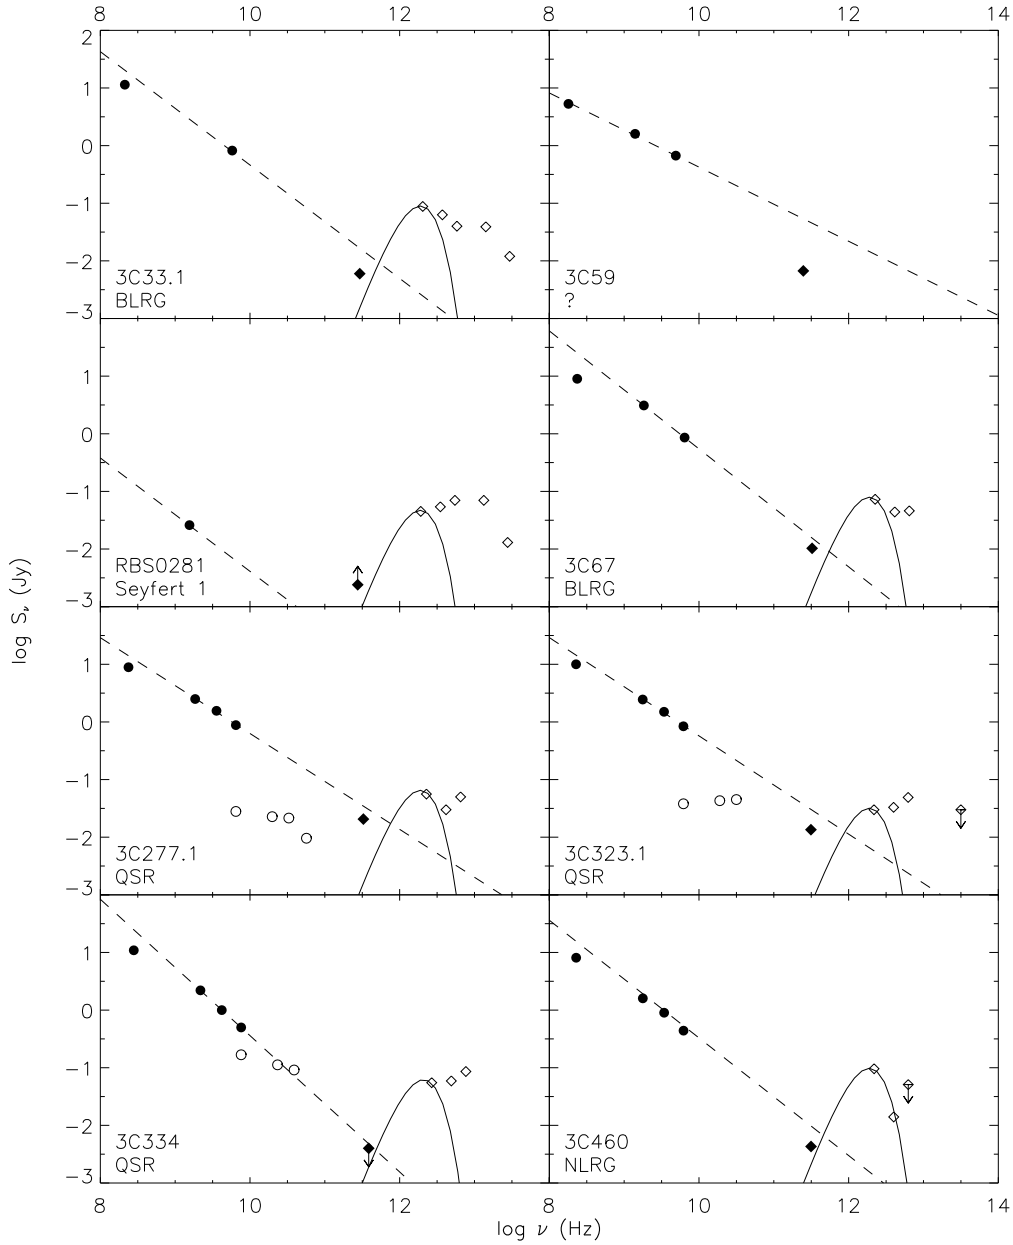 8 10 12 8 10 12 14
2
1
0
−1
−2
−3
3C33.1
BLRG
3C59
?
1
0
−1
−2
−3
RBS0281
Seyfert 1
3C67
BLRG
1
0
−1
−2
−3
3C277.1
QSR
3C323.1
QSR
1
0
−1
−2
−3
3C334
QSR
3C460
NLRG
8 10 12 8 10 12 14
log ν (Hz)
log Sν (Jy)